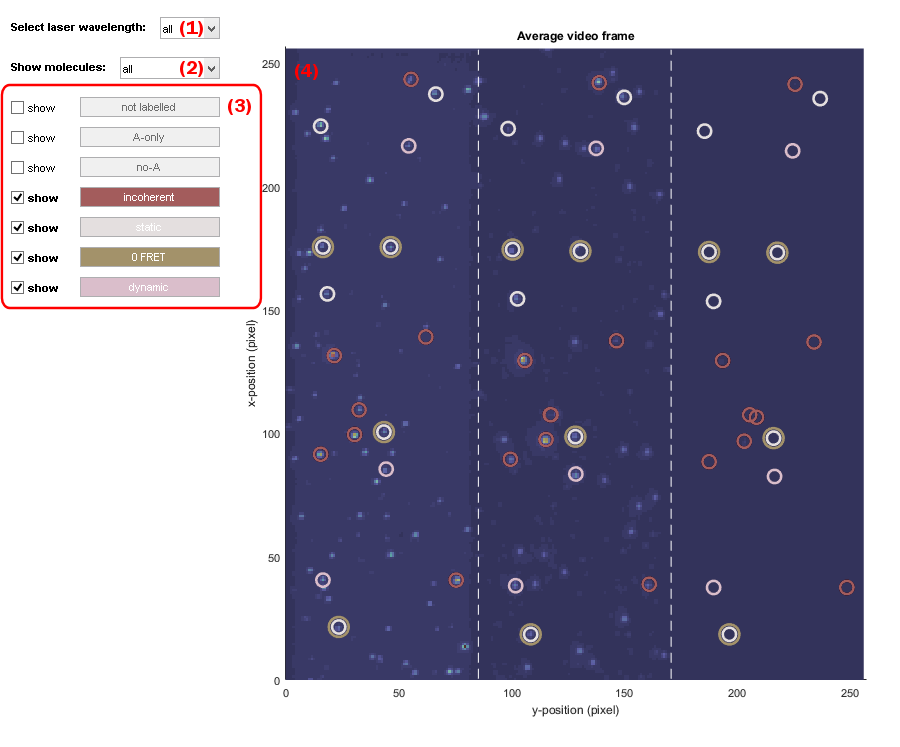 Select laser wavelength: all (1)
Show molecules: all (2)
(3)
show not labelled
show A-only
show no-A
show incoherent
show static
show 0 FRET
show dynamic
Average video frame
(4)
250
200
150
100
50
0
x-position (pixel)
0 50 100 150 200 250
y-position (pixel)